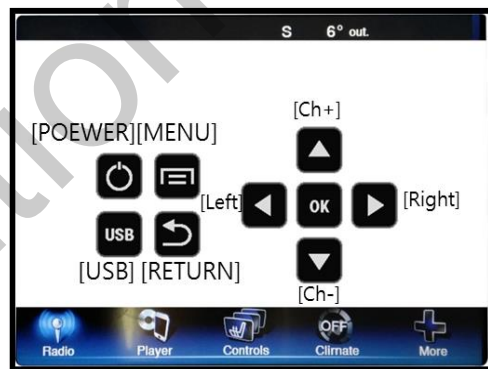 S 6° out.
[Ch+]
[POEWER][MENU]
[Left] OK [Right]
USB
[USB] [RETURN]
[Ch-]
OFF
Radio Player Controls Climate More